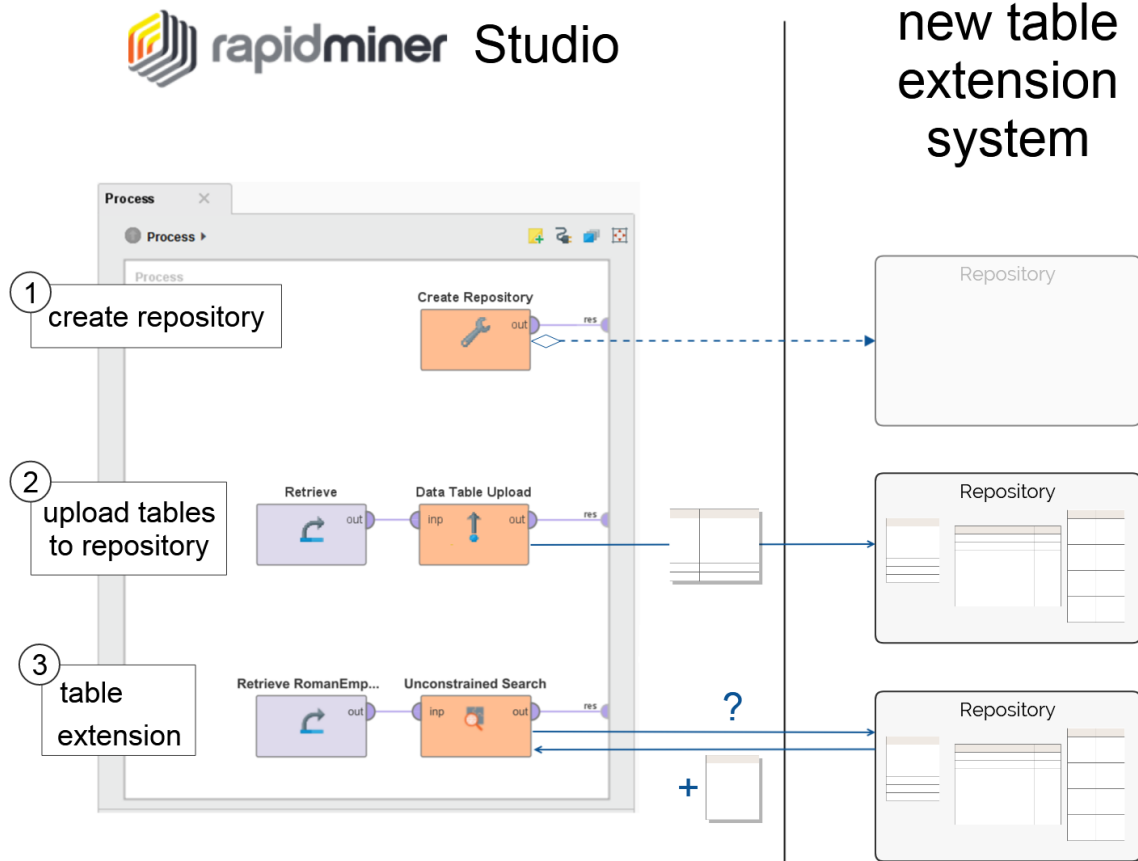 rapidminer Studio
new table
extension
system
Process
Process
Process
1
create repository
Create Repository
out
res
Repository
2
upload tables
to repository
Retrieve
out
Data Table Upload
inp
out
res
Repository
3
table
extension
Retrieve RomanEmp...
out
Unconstrained Search
inp
out
res
?
+
Repository